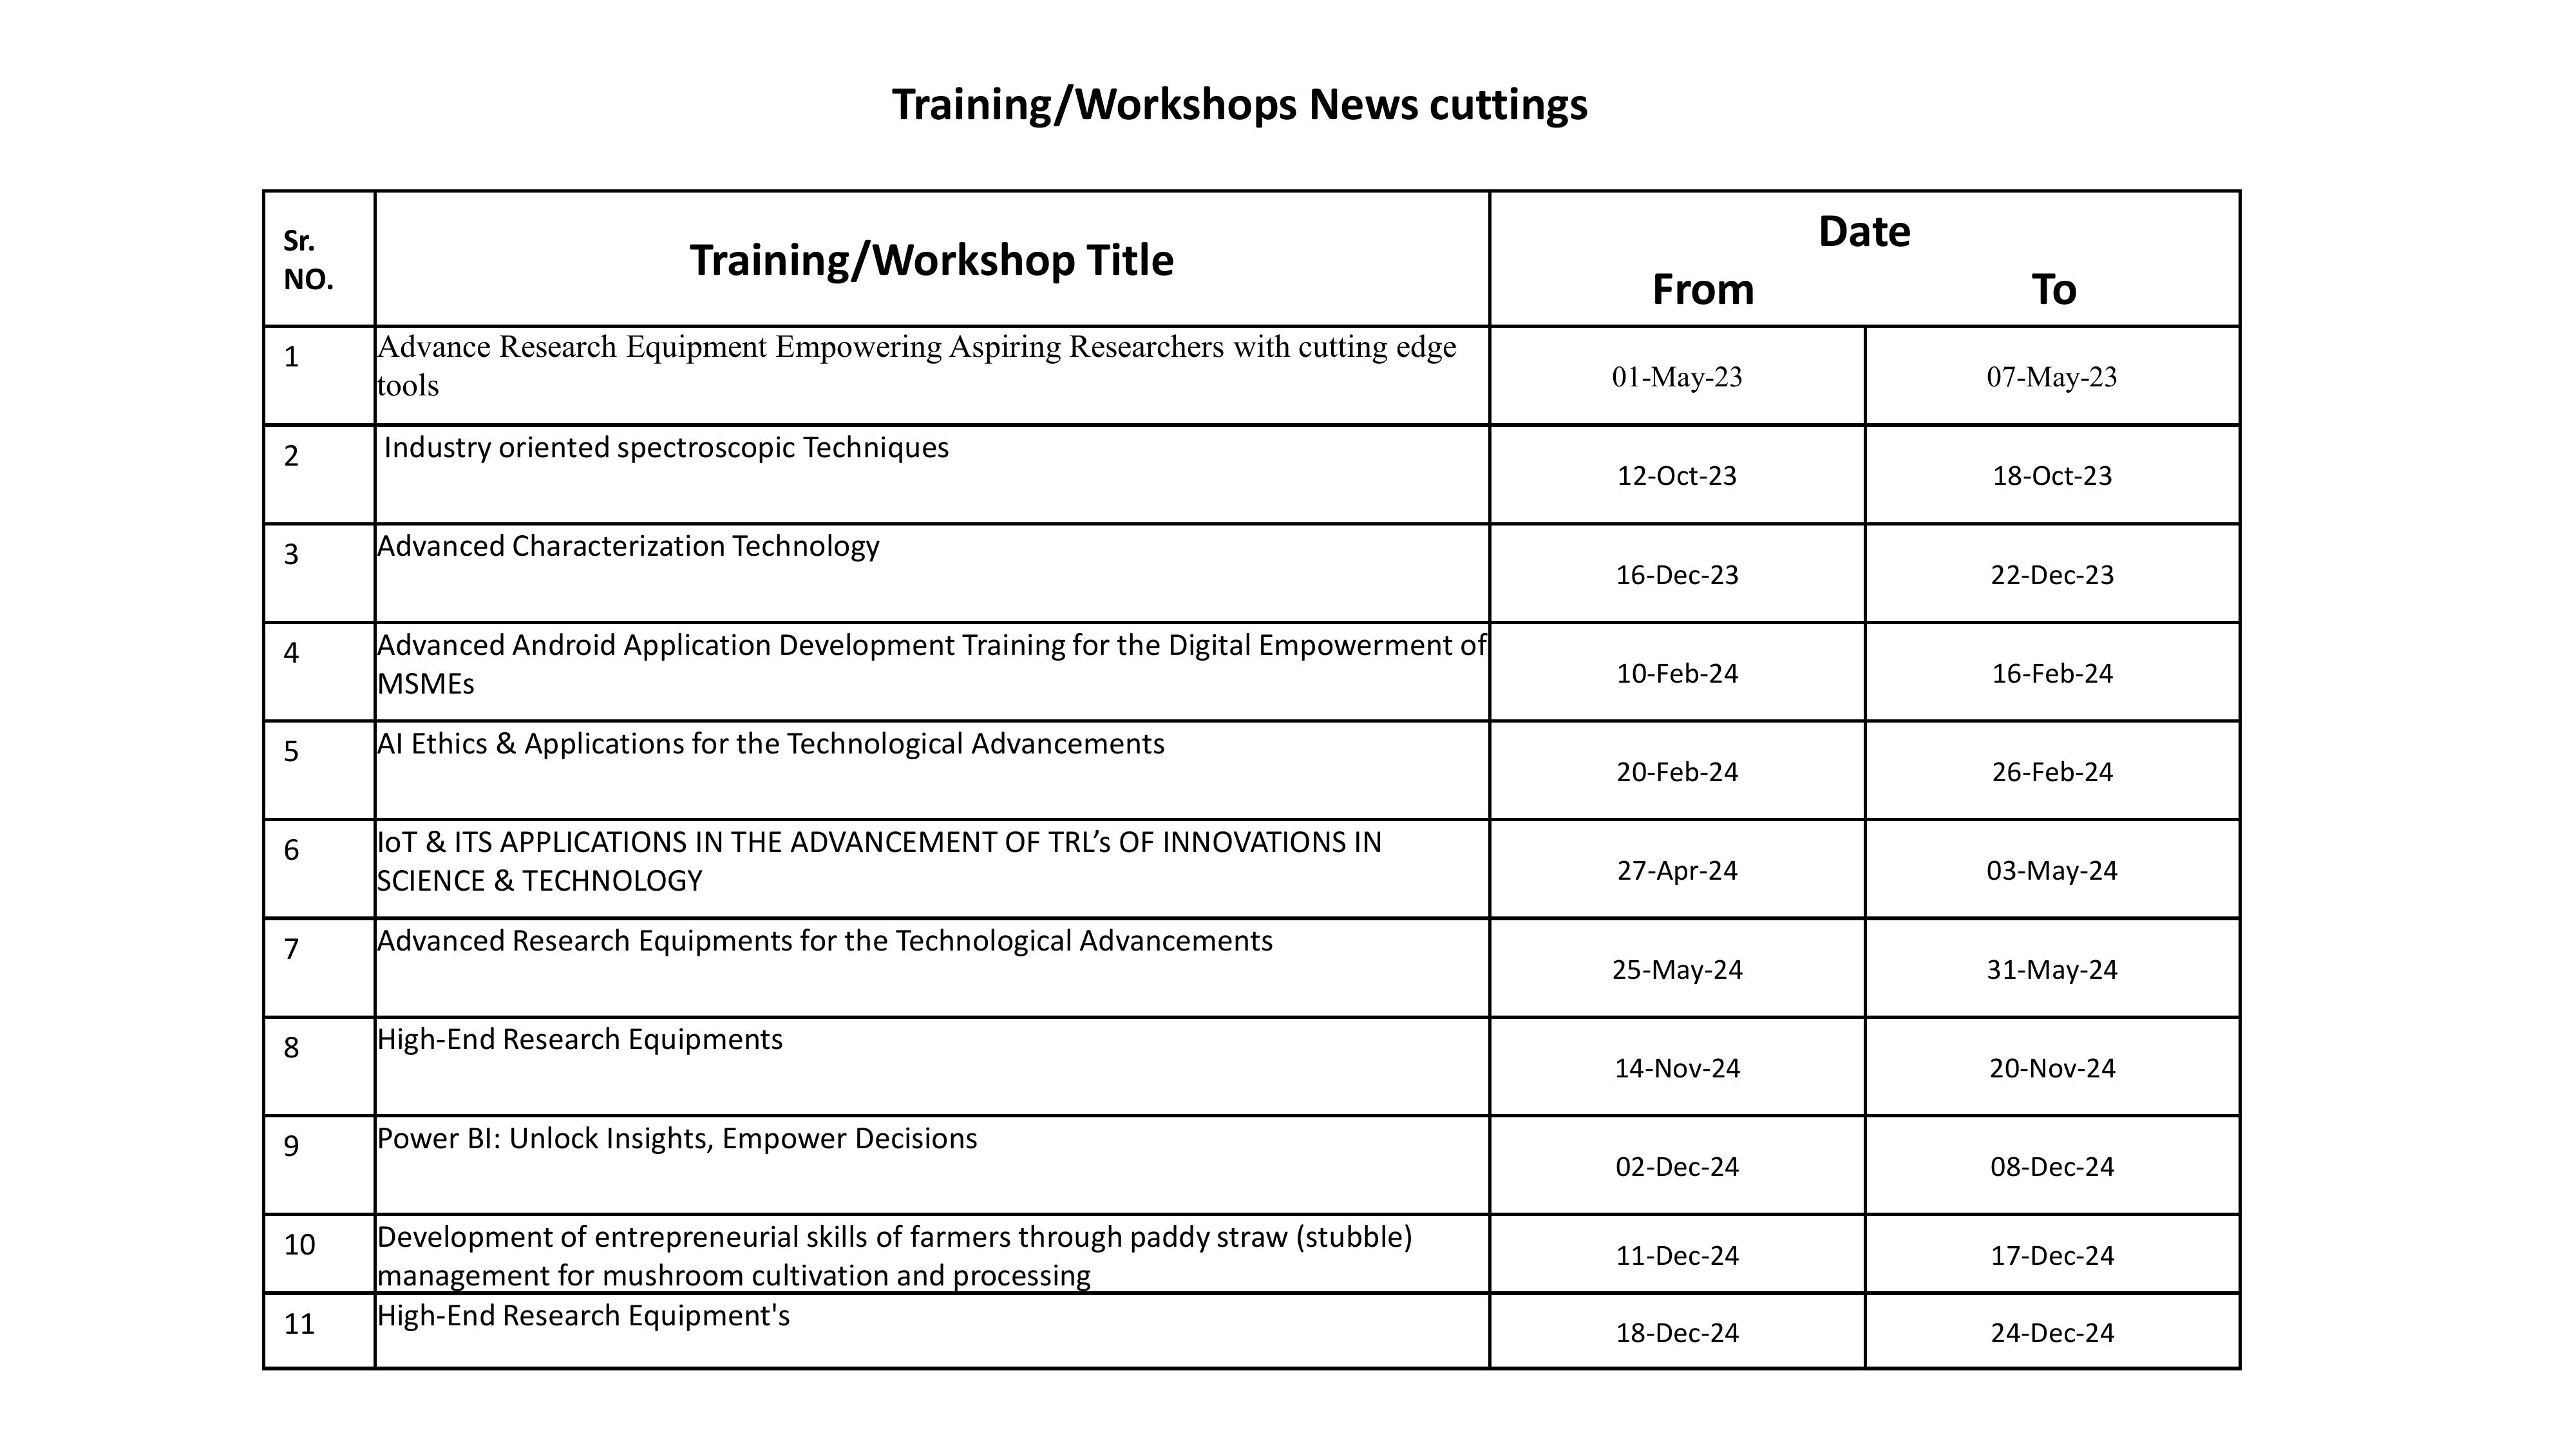 Training/Workshops News cuttings
Sr.
NO.
Training/Workshop Title
Date
From To
1 Advance Research Equipment Empowering Aspiring Researchers with cutting edge
tools
01-May-23 07-May-23
2 Industry oriented spectroscopic Techniques
12-Oct-23 18-Oct-23
3 Advanced Characterization Technology
16-Dec-23 22-Dec-23
4 Advanced Android Application Development Training for the Digital Empowerment of
MSMEs
10-Feb-24 16-Feb-24
5 AI Ethics & Applications for the Technological Advancements
20-Feb-24 26-Feb-24
6 IoT & ITS APPLICATIONS IN THE ADVANCEMENT OF TRL’s OF INNOVATIONS IN
SCIENCE & TECHNOLOGY
27-Apr-24 03-May-24
7 Advanced Research Equipments for the Technological Advancements
25-May-24 31-May-24
8 High-End Research Equipments
14-Nov-24 20-Nov-24
9 Power BI: Unlock Insights, Empower Decisions
02-Dec-24 08-Dec-24
10 Development of entrepreneurial skills of farmers through paddy straw (stubble)
management for mushroom cultivation and processing
11-Dec-24 17-Dec-24
11 High-End Research Equipment's
18-Dec-24 24-Dec-24